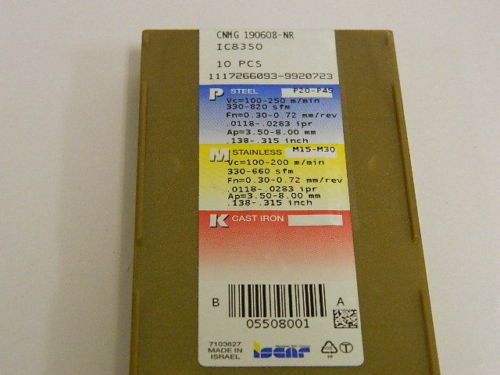 CNMG 190608-NR
IC8350
10 PCS
1117266093-9920723
P STEEL P20-P45
Vc=100-250 m/min
330-820 sfm
Fn=0.30-0.72 mm/rev
.0118-.0283 ipr
Ap=3.50-8.00 mm
.138-.315 inch
M STAINLESS M15-M30
Vc=100-200 m/min
330-660 sfm
Fn=0.30-0.72 mm/rev
.0118-.0283 ipr
Ap=3.50-8.00 mm
.138-.315 inch
K CAST IRON
B A
05508001
7103627
MADE IN
ISRAEL
iscar
PP
T